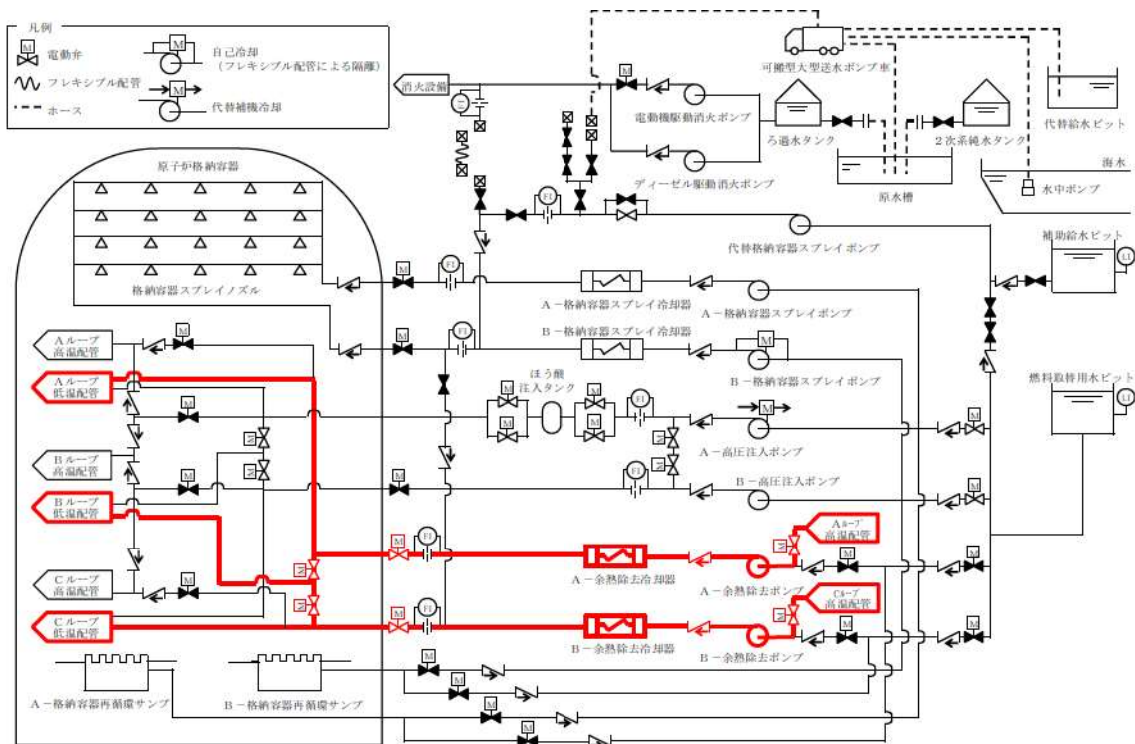 凡例
M
電動弁
フレキシブル配管
ホース
M
自己冷却
(フレキシブル配管による隔離)
M
代替補機冷却
可搬型大型送水ポンプ車
消火設備
M
電動機駆動消火ポンプ
ディーゼル駆動消火ポンプ
ろ過水タンク
2次系純水タンク
原水槽
代替給水ピット
海水
水中ポンプ
FI
代替格納容器スプレイポンプ
補助給水ピット
LI
原子炉格納容器
格納容器スプレイノズル
M
FI
A-格納容器スプレイ冷却器
A-格納容器スプレイポンプ
B-格納容器スプレイ冷却器
M
FI
M
B-格納容器スプレイポンプ
燃料取替用水ピット
LI
Aループ
高温配管
M
Aループ
低温配管
M
ほう酸
注入タンク
M
M
M
M
FI
M
A-高圧注入ポンプ
M
M
M
M
M
Bループ
高温配管
M
M
FI
B-高圧注入ポンプ
M
Bループ
低温配管
M
FI
A-余熱除去冷却器
A-余熱除去ポンプ
Aループ
高温配管
M
M
M
M
M
Cループ
高温配管
M
Cループ
低温配管
M
FI
B-余熱除去冷却器
B-余熱除去ポンプ
Cループ
高温配管
M
M
M
A-格納容器再循環サンプ
B-格納容器再循環サンプ
M
M
M
M